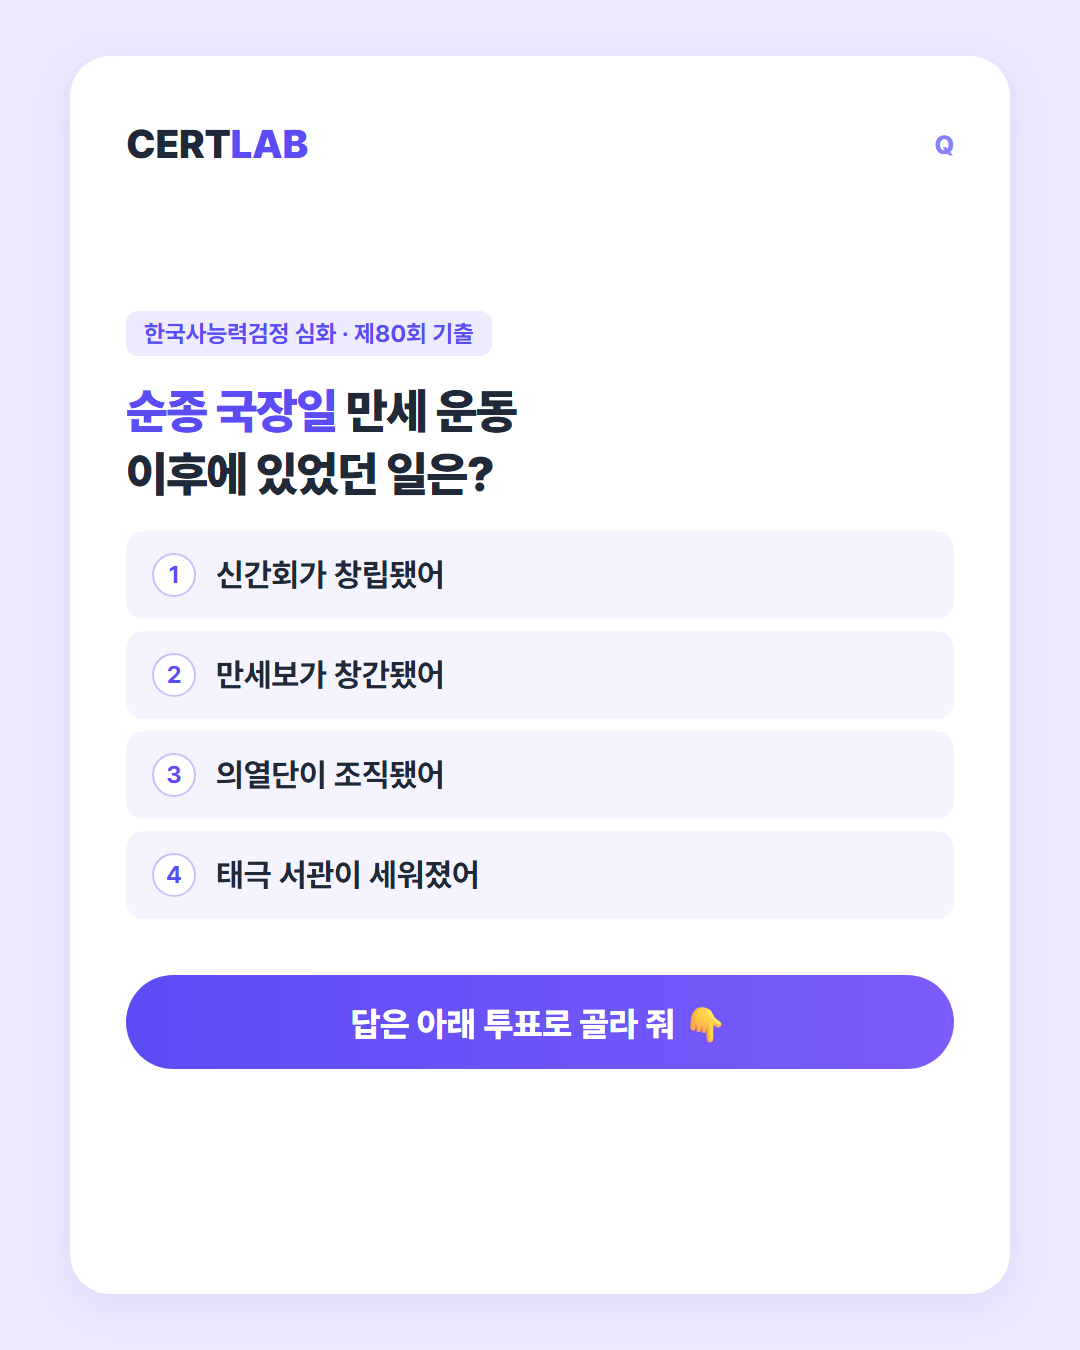 CERTLAB
Q
한국사능력검정 심화 · 제80회 기출
순종 국장일 만세 운동
이후에 있었던 일은?
1 신간회가 창립됐어
2 만세보가 창간됐어
3 의열단이 조직됐어
4 태극 서관이 세워졌어
답은 아래 투표로 골라 줘 👇